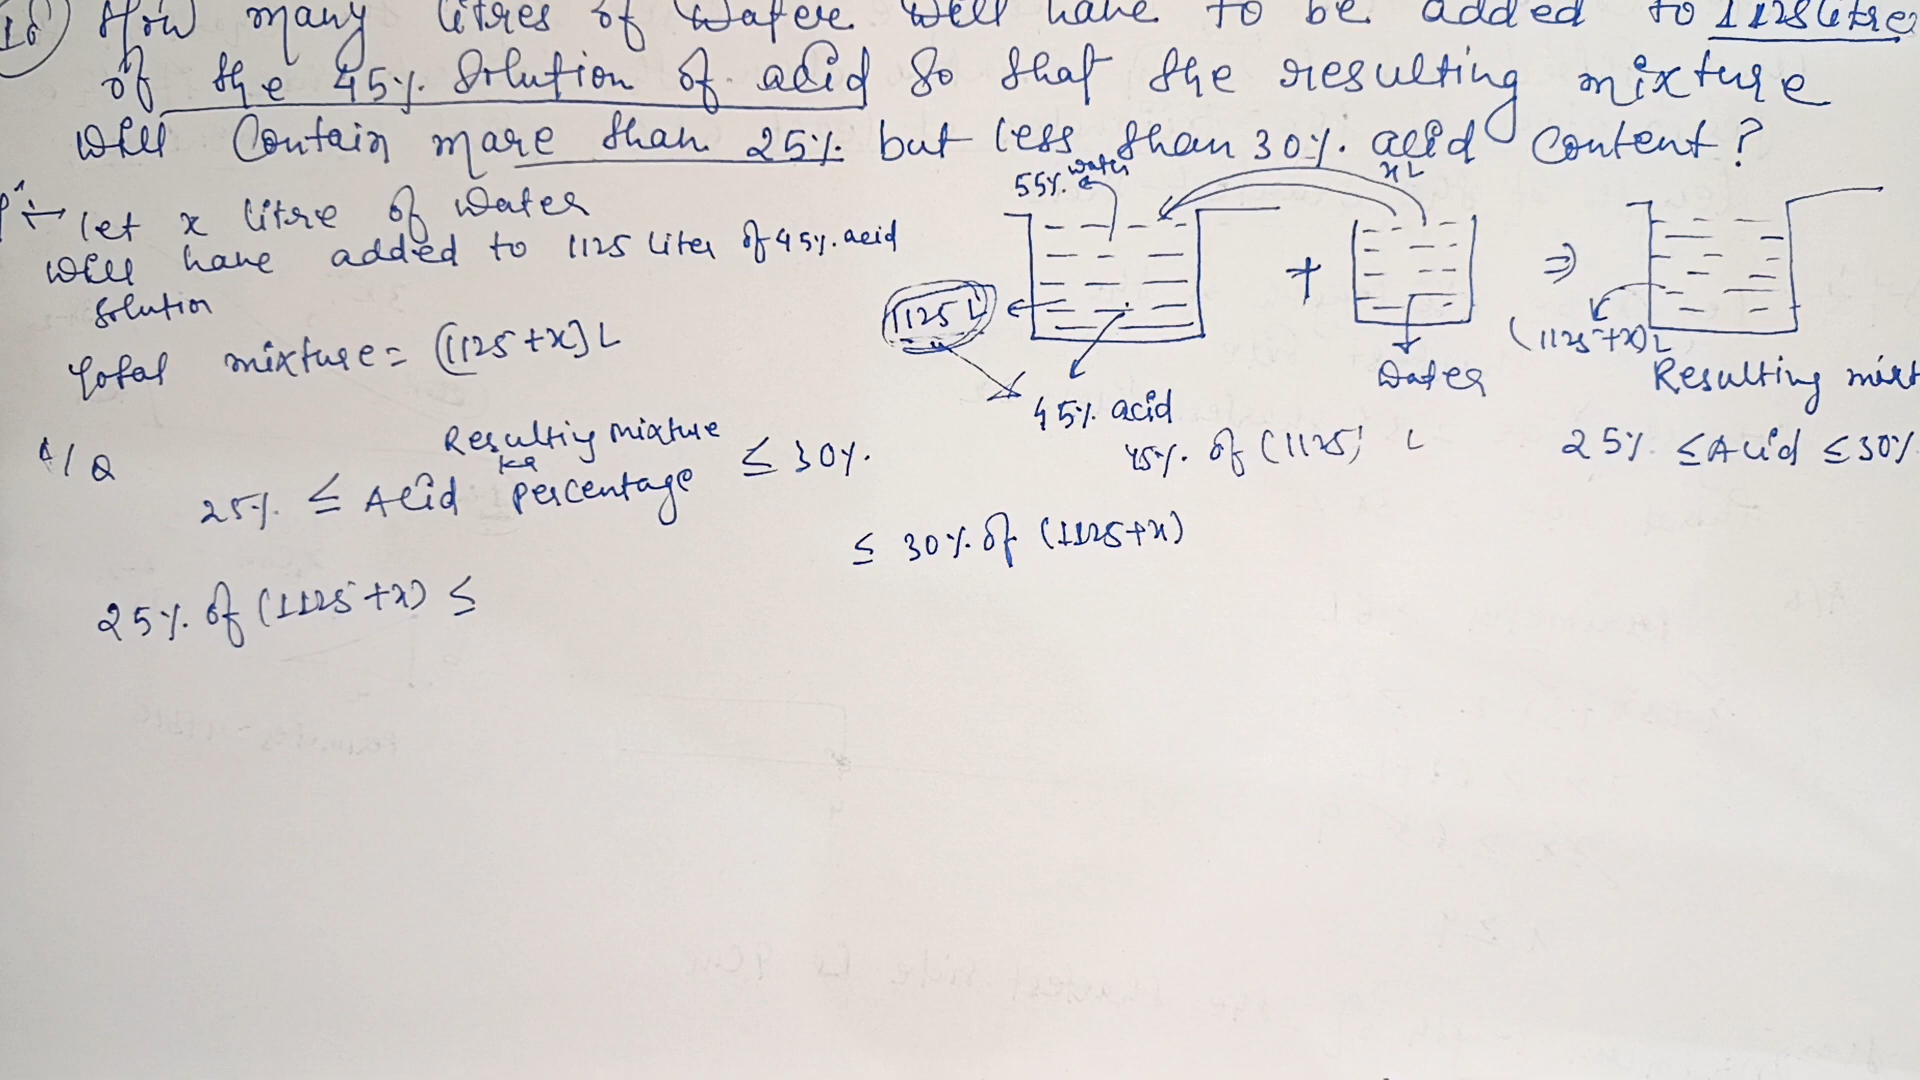 16) How many litres of water will have to be added to 1125 litres
of the 45% solution of acid so that the resulting mixture
will contain more than 25% but less than 30% acid content?
let x litre of water
will have added to 1125 liter of 45% acid
solution
Total mixture = (1125 + x) L
55% water
xL
1125 L
+
⇒
(1125+x)L
Water
Resulting mixt
45% acid
45% of (1125) L
25% ≤ Acid ≤ 30%
A/Q
Resulting mixture
ka
25% ≤ Acid percentage ≤ 30%.
25% of (1125 + x) ≤
≤ 30% of (1125+x)